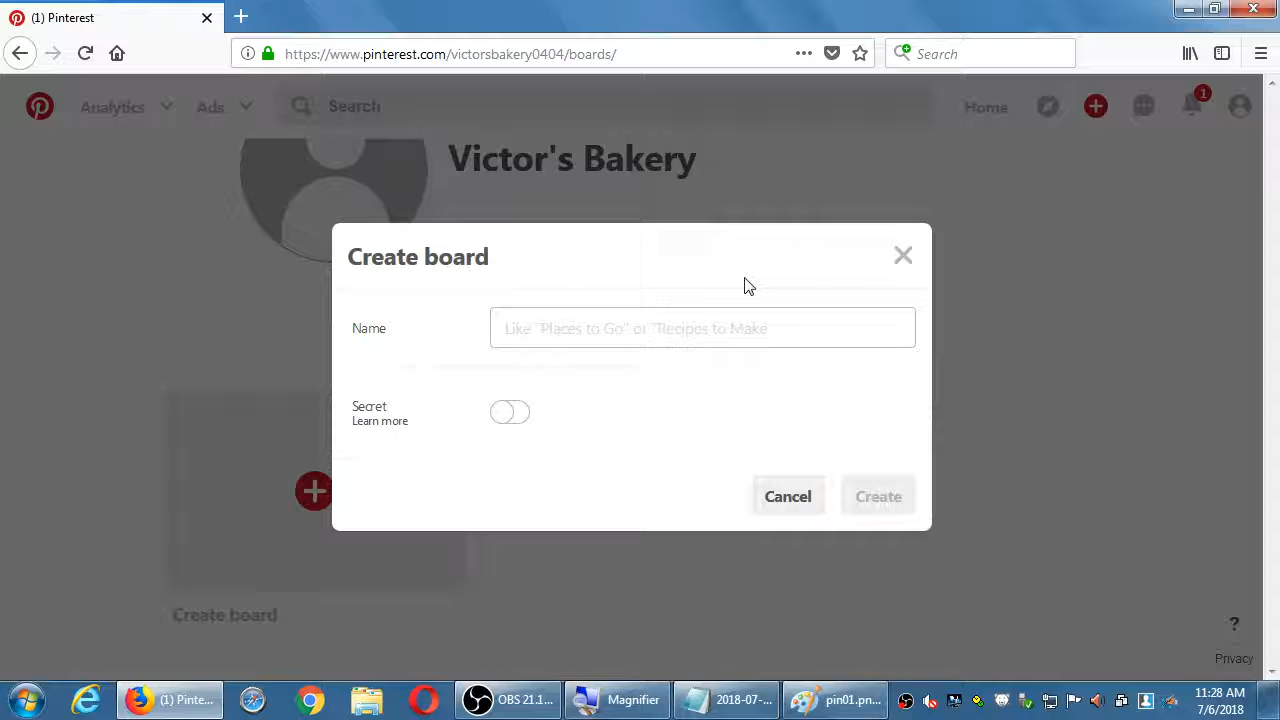 (1) Pinterest
https://www.pinterest.com/victorsbakery0404/boards/
Search
Analytics
Ads
Search
Home
1
Victor's Bakery
Create board
Name
Like "Places to Go" or "Recipes to Make
Secret
Learn more
Cancel
Create
Create board
?
Privacy
(1) Pinte...
OBS 21.1...
Magnifier
2018-07-...
pin01.pn...
11:28 AM
7/6/2018